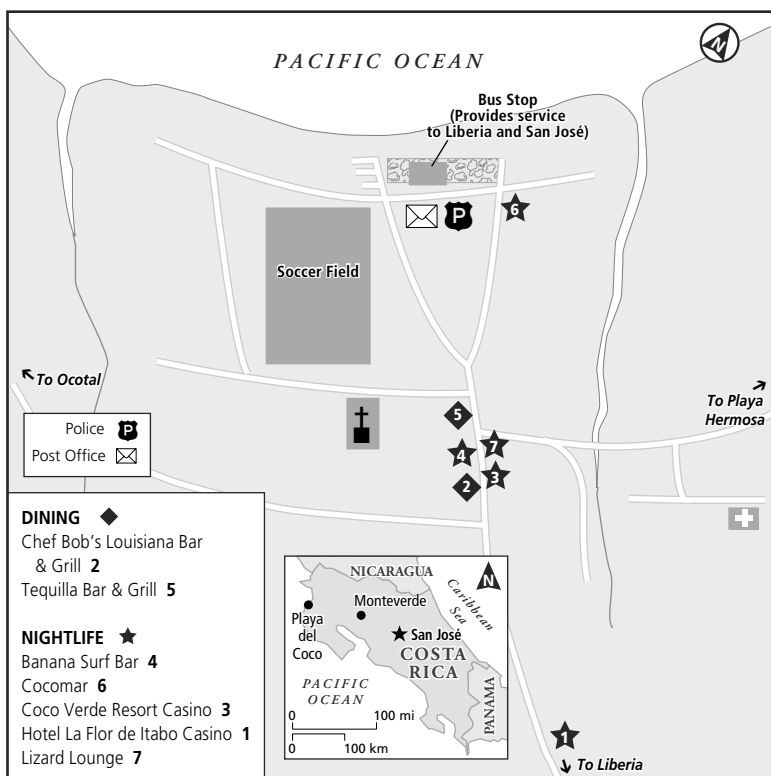 PACIFIC OCEAN
N
Bus Stop
(Provides service
to Liberia and San José)
P
6
Soccer Field
To Ocotal
To Playa
Hermosa
5
7
4
3
2
Police P
Post Office
DINING
Chef Bob's Louisiana Bar
& Grill 2
Tequilla Bar & Grill 5
NIGHTLIFE
Banana Surf Bar 4
Cocomar 6
Coco Verde Resort Casino 3
Hotel La Flor de Itabo Casino 1
Lizard Lounge 7
NICARAGUA
N
Caribbean
Sea
Monteverde
Playa
del
Coco
San José
COSTA
RICA
PACIFIC
OCEAN
PANAMA
0 100 mi
0 100 km
1
To Liberia